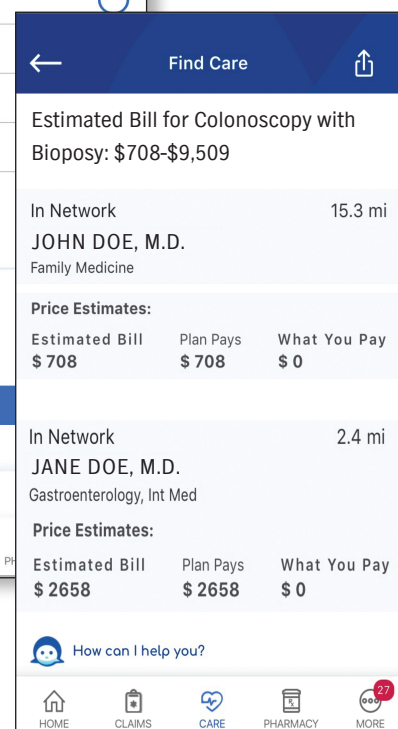 Find Care
Estimated Bill for Colonoscopy with
Bioposy: $708-$9,509
In Network 15.3 mi
JOHN DOE, M.D.
Family Medicine
Price Estimates:
Estimated Bill Plan Pays What You Pay
$ 708 $ 708 $ 0
In Network 2.4 mi
JANE DOE, M.D.
Gastroenterology, Int Med
Price Estimates:
Estimated Bill Plan Pays What You Pay
$ 2658 $ 2658 $ 0
PH
How can I help you?
27
HOME CLAIMS CARE PHARMACY MORE